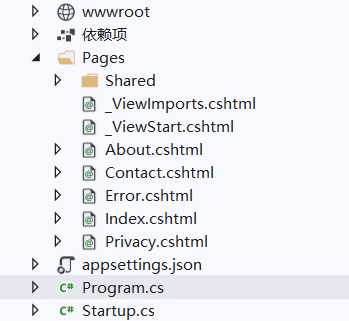 wwwroot
依赖项
Pages
Shared
_ViewImports.cshtml
_ViewStart.cshtml
About.cshtml
Contact.cshtml
Error.cshtml
Index.cshtml
Privacy.cshtml
appsettings.json
C# Program.cs
C# Startup.cs